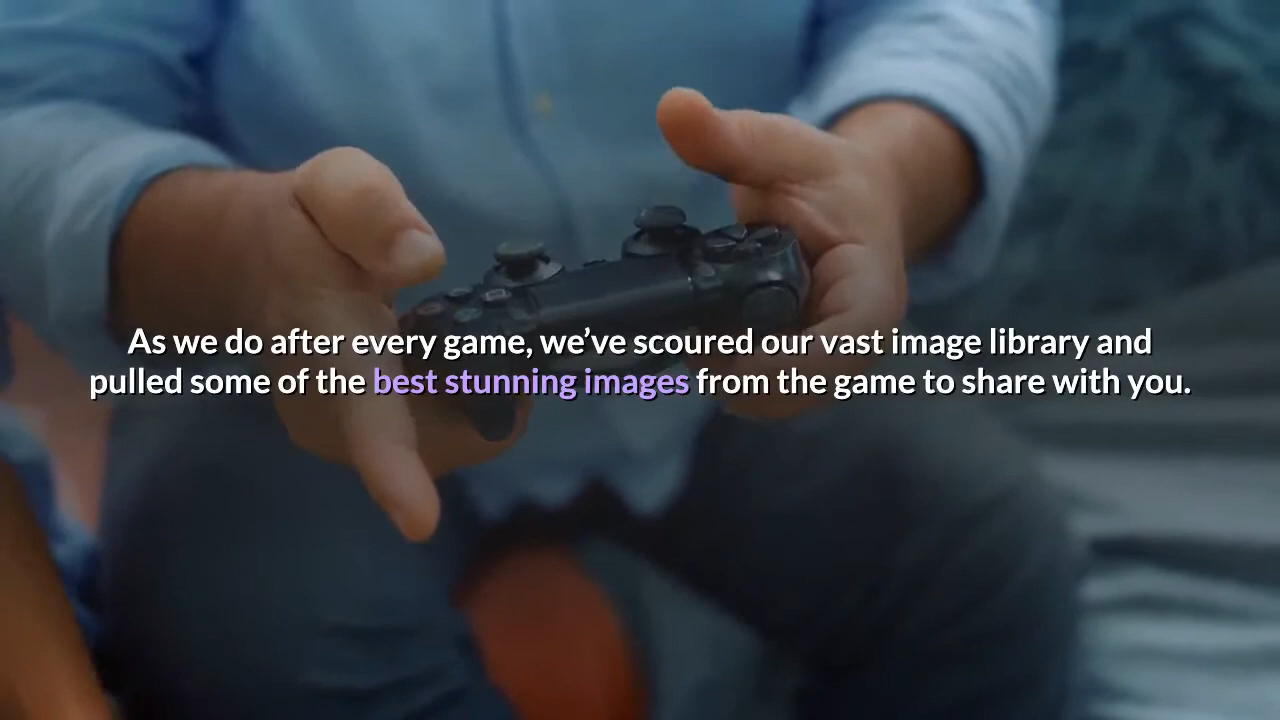 As we do after every game, we’ve scoured our vast image library and
pulled some of the best stunning images from the game to share with you.